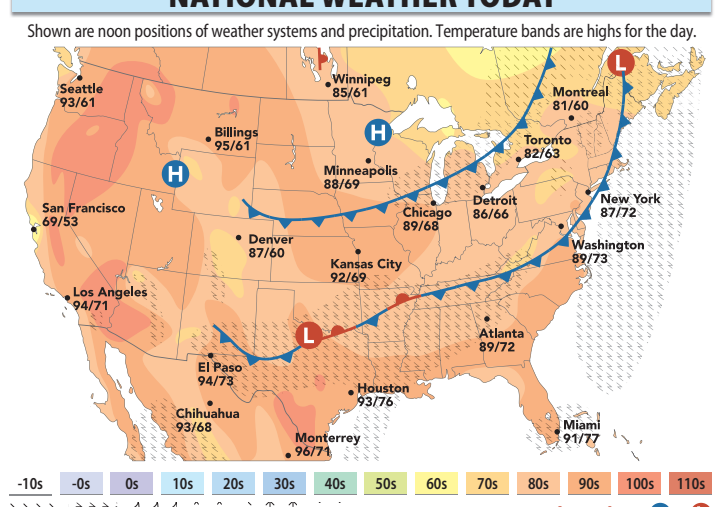 NATIONAL WEATHER TODAY
Shown are noon positions of weather systems and precipitation. Temperature bands are highs for the day.
L
Winnipeg
85/61
Seattle
93/61
Montreal
81/60
H
Billings
95/61
Toronto
82/63
Minneapolis
88/69
H
San Francisco
69/53
Chicago
89/68
Detroit
86/66
New York
87/72
Denver
87/60
Washington
89/73
Kansas City
92/69
Los Angeles
94/71
L
Atlanta
89/72
El Paso
94/73
Houston
93/76
Chihuahua
93/68
Miami
91/77
Monterrey
96/71
-10s -0s 0s 10s 20s 30s 40s 50s 60s 70s 80s 90s 100s 110s